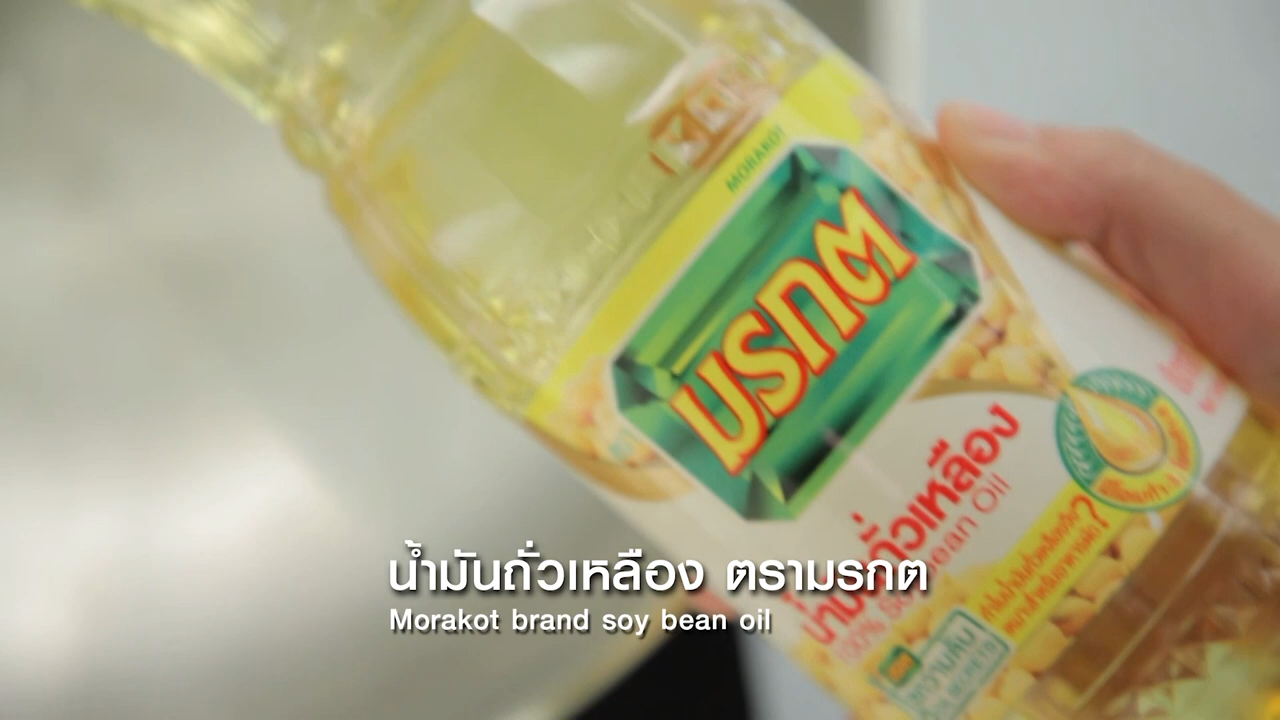 MORAKOT
มรกต
น้ำมันถั่วเหลือง
100% Soybean Oil
น้ำมันถั่วเหลือง ตรามรกต
Morakot brand soy bean oil